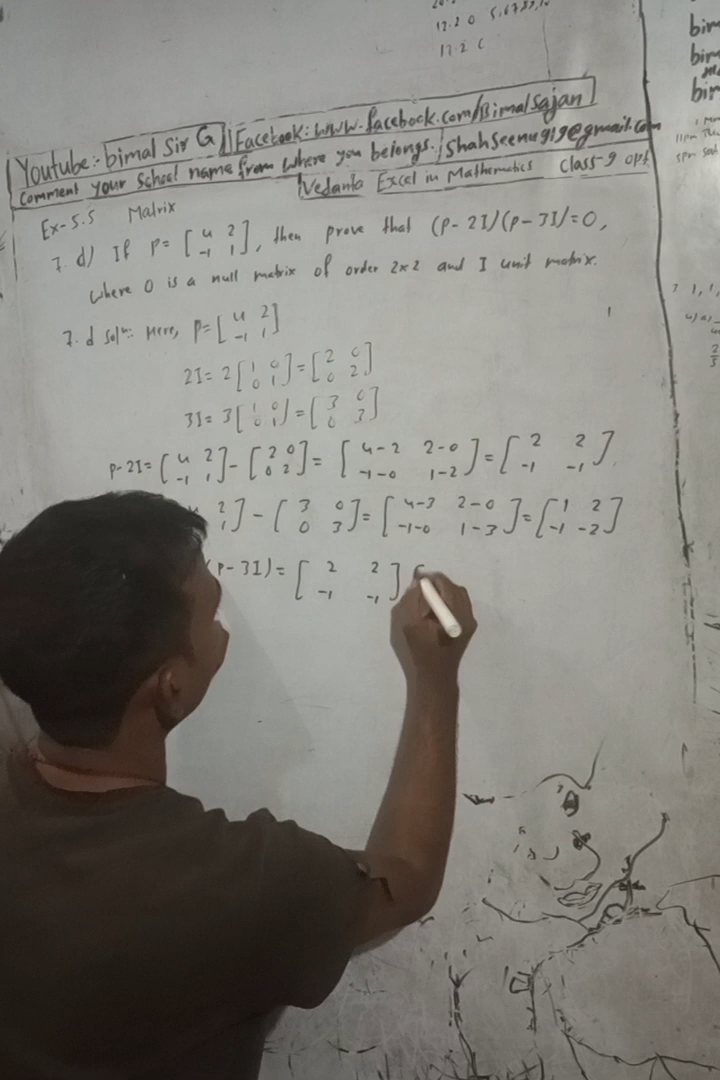 17.2 C
Youtube:- bimal Sir G || Facebook: www.facebook.com/Bimalsajan
Comment your School name from where you belongs. / Shahseenu919@gmail.com
Vedanta Excel in Mathematics Class-9 opt
Ex-5.5 Matrix
7. d) If P = [4 2 / -1 1], then prove that (P-2I)(P-3I)=0,
where O is a null matrix of order 2×2 and I unit matrix.
7. d soln:: Here, P = [4 2 / -1 1]
2I = 2[1 0 / 0 1] = [2 0 / 0 2]
3I = 3[1 0 / 0 1] = [3 0 / 0 3]
P-2I = [4 2 / -1 1] - [2 0 / 0 2] = [4-2 2-0 / -1-0 1-2] = [2 2 / -1 -1]
2 / 1] - [3 0 / 0 3] = [4-3 2-0 / -1-0 1-3] = [1 2 / -1 -2]
(P-3I) = [2 2 / -1 -1] [